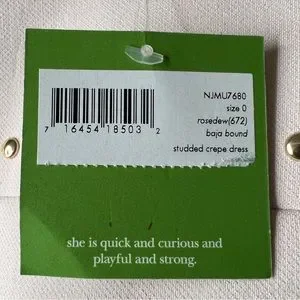 NJMU7680
size 0
rosedew(672)
baja bound
studded crepe dress
7 16454 18503 2
she is quick and curious and
playful and strong.